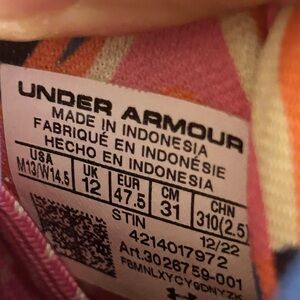 UNDER ARMOUR
MADE IN INDONESIA
FABRIQUÉ EN INDONÉSIE
HECHO EN INDONESIA
USA UK EUR CM CHN
M13/W14.5 12 47.5 31 310(2.5)
STIN 12/22
4214017972
Art.3026759-001